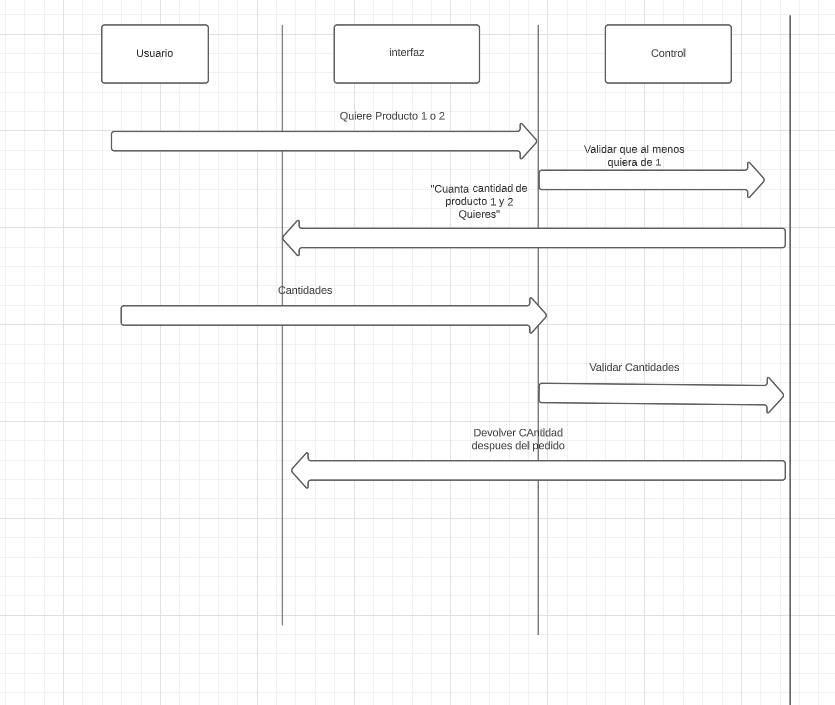 Usuario
interfaz
Control
Quiere Producto 1 o 2
Validar que al menos
quiera de 1
"Cuanta cantidad de
producto 1 y 2
Quieres"
Cantidades
Validar Cantidades
Devolver CAntidad
despues del pedido